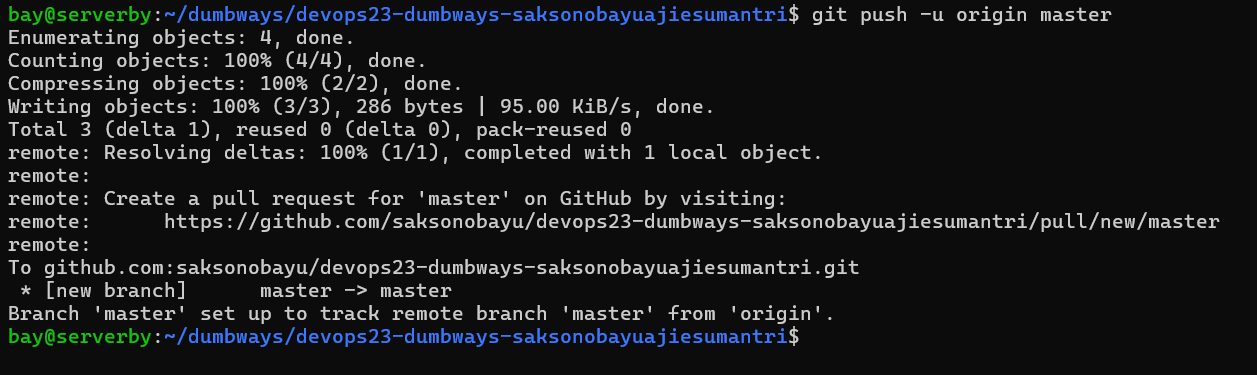 bay@serverby:~/dumbways/devops23-dumbways-saksonobayuajiesumantri$ git push -u origin master
Enumerating objects: 4, done.
Counting objects: 100% (4/4), done.
Compressing objects: 100% (2/2), done.
Writing objects: 100% (3/3), 286 bytes | 95.00 KiB/s, done.
Total 3 (delta 1), reused 0 (delta 0), pack-reused 0
remote: Resolving deltas: 100% (1/1), completed with 1 local object.
remote:
remote: Create a pull request for 'master' on GitHub by visiting:
remote:      https://github.com/saksonobayu/devops23-dumbways-saksonobayuajiesumantri/pull/new/master
remote:
To github.com:saksonobayu/devops23-dumbways-saksonobayuajiesumantri.git
 * [new branch]      master -> master
Branch 'master' set up to track remote branch 'master' from 'origin'.
bay@serverby:~/dumbways/devops23-dumbways-saksonobayuajiesumantri$